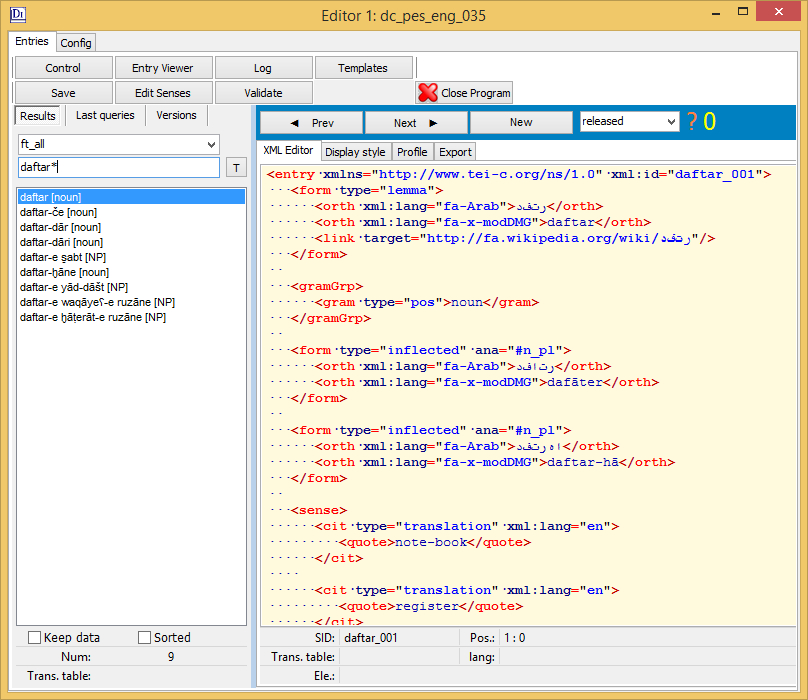 Editor 1: dc_pes_eng_035
Entries Config
Control Entry Viewer Log Templates
Save Edit Senses Validate Close Program
Results Last queries Versions
Prev Next New released ? 0
ft_all
daftar*
T
daftar [noun]
daftar-če [noun]
daftar-dār [noun]
daftar-dāri [noun]
daftar-e s̱abt [NP]
daftar-ḫāne [noun]
daftar-e yād-dāšt [NP]
daftar-e waqāyeʕ-e ruzāne [NP]
daftar-e ḫāṭerāt-e ruzāne [NP]
XML Editor Display style Profile Export
<entry xmlns="http://www.tei-c.org/ns/1.0" xml:id="daftar_001">
<form type="lemma">
<orth xml:lang="fa-Arab">دفتر</orth>
<orth xml:lang="fa-x-modDMG">daftar</orth>
<link target="http://fa.wikipedia.org/wiki/دفتر"/>
</form>
<gramGrp>
<gram type="pos">noun</gram>
</gramGrp>
<form type="inflected" ana="#n_pl">
<orth xml:lang="fa-Arab">دفاتر</orth>
<orth xml:lang="fa-x-modDMG">dafāter</orth>
</form>
<form type="inflected" ana="#n_pl">
<orth xml:lang="fa-Arab">دفترها</orth>
<orth xml:lang="fa-x-modDMG">daftar-hā</orth>
</form>
<sense>
<cit type="translation" xml:lang="en">
<quote>note-book</quote>
</cit>
<cit type="translation" xml:lang="en">
<quote>register</quote>
</cit>
Keep data Sorted
Num: 9
Trans. table:
SID: daftar_001 Pos.: 1 : 0
Trans. table: lang:
Ele.: